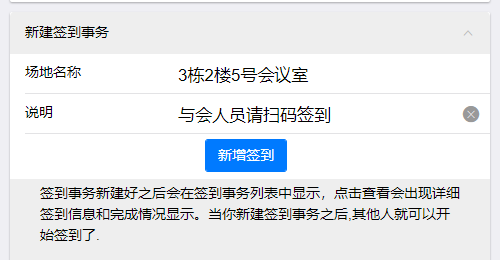 新建签到事务
场地名称 3栋2楼5号会议室
说明 与会人员请扫码签到
新增签到
签到事务新建好之后会在签到事务列表中显示，点击查看会出现详细
签到信息和完成情况显示。当你新建签到事务之后,其他人就可以开
始签到了.